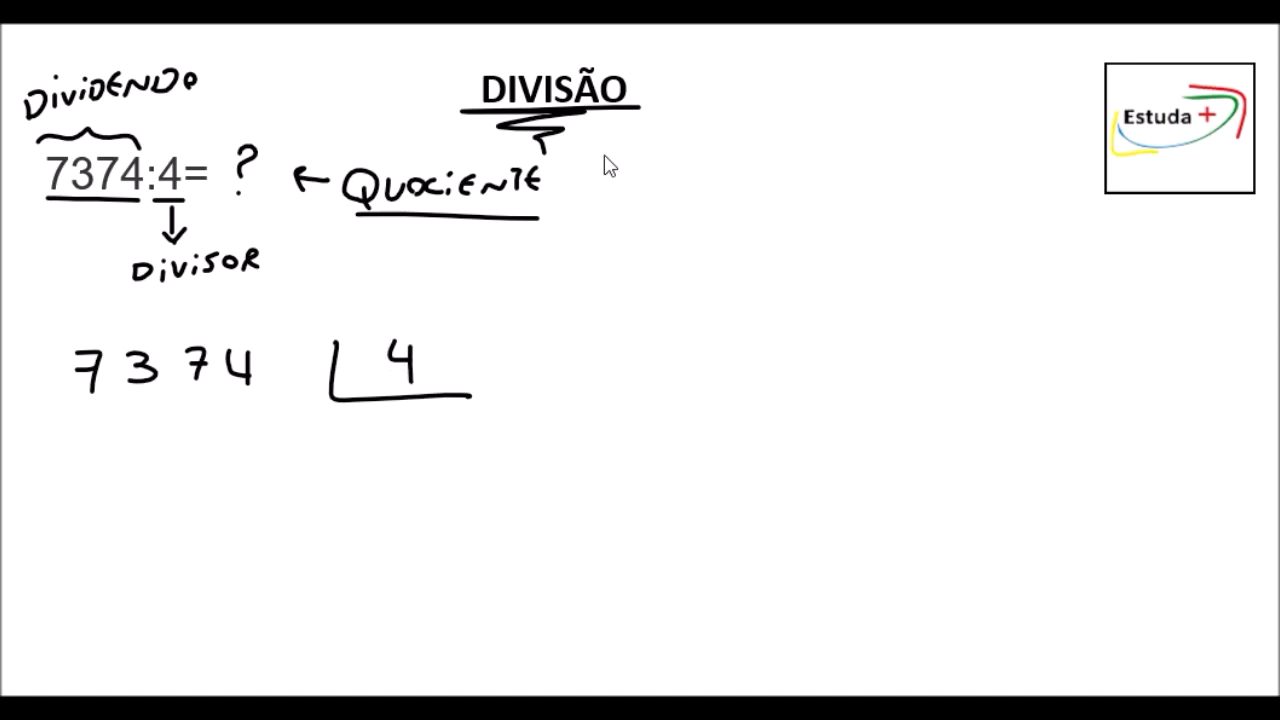 DIVISÃO
DIVIDENDO
Estuda +
7374:4= ? ← QUOCIENTE
DIVISOR
7374 4